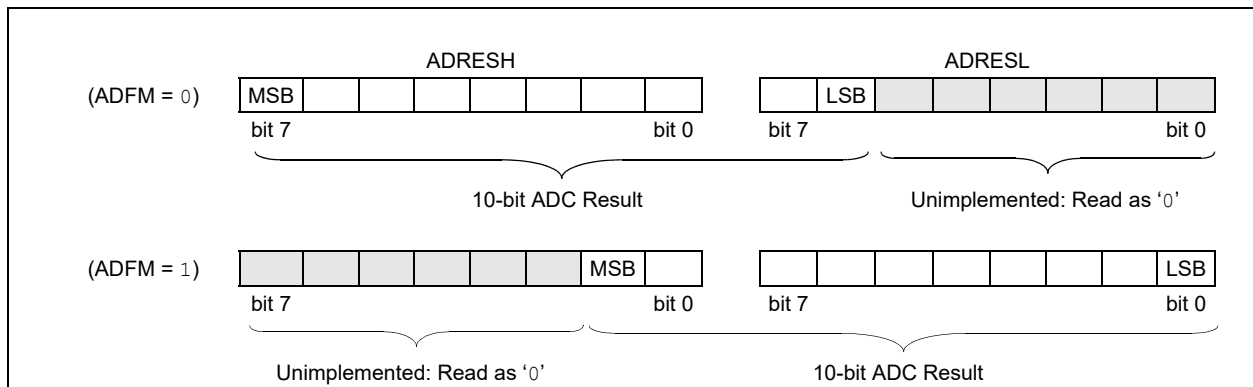 ADRESH ADRESL
(ADFM = 0) MSB LSB
bit 7 bit 0 bit 7 bit 0
10-bit ADC Result Unimplemented: Read as ‘0’
(ADFM = 1) MSB LSB
bit 7 bit 0 bit 7 bit 0
Unimplemented: Read as ‘0’ 10-bit ADC Result